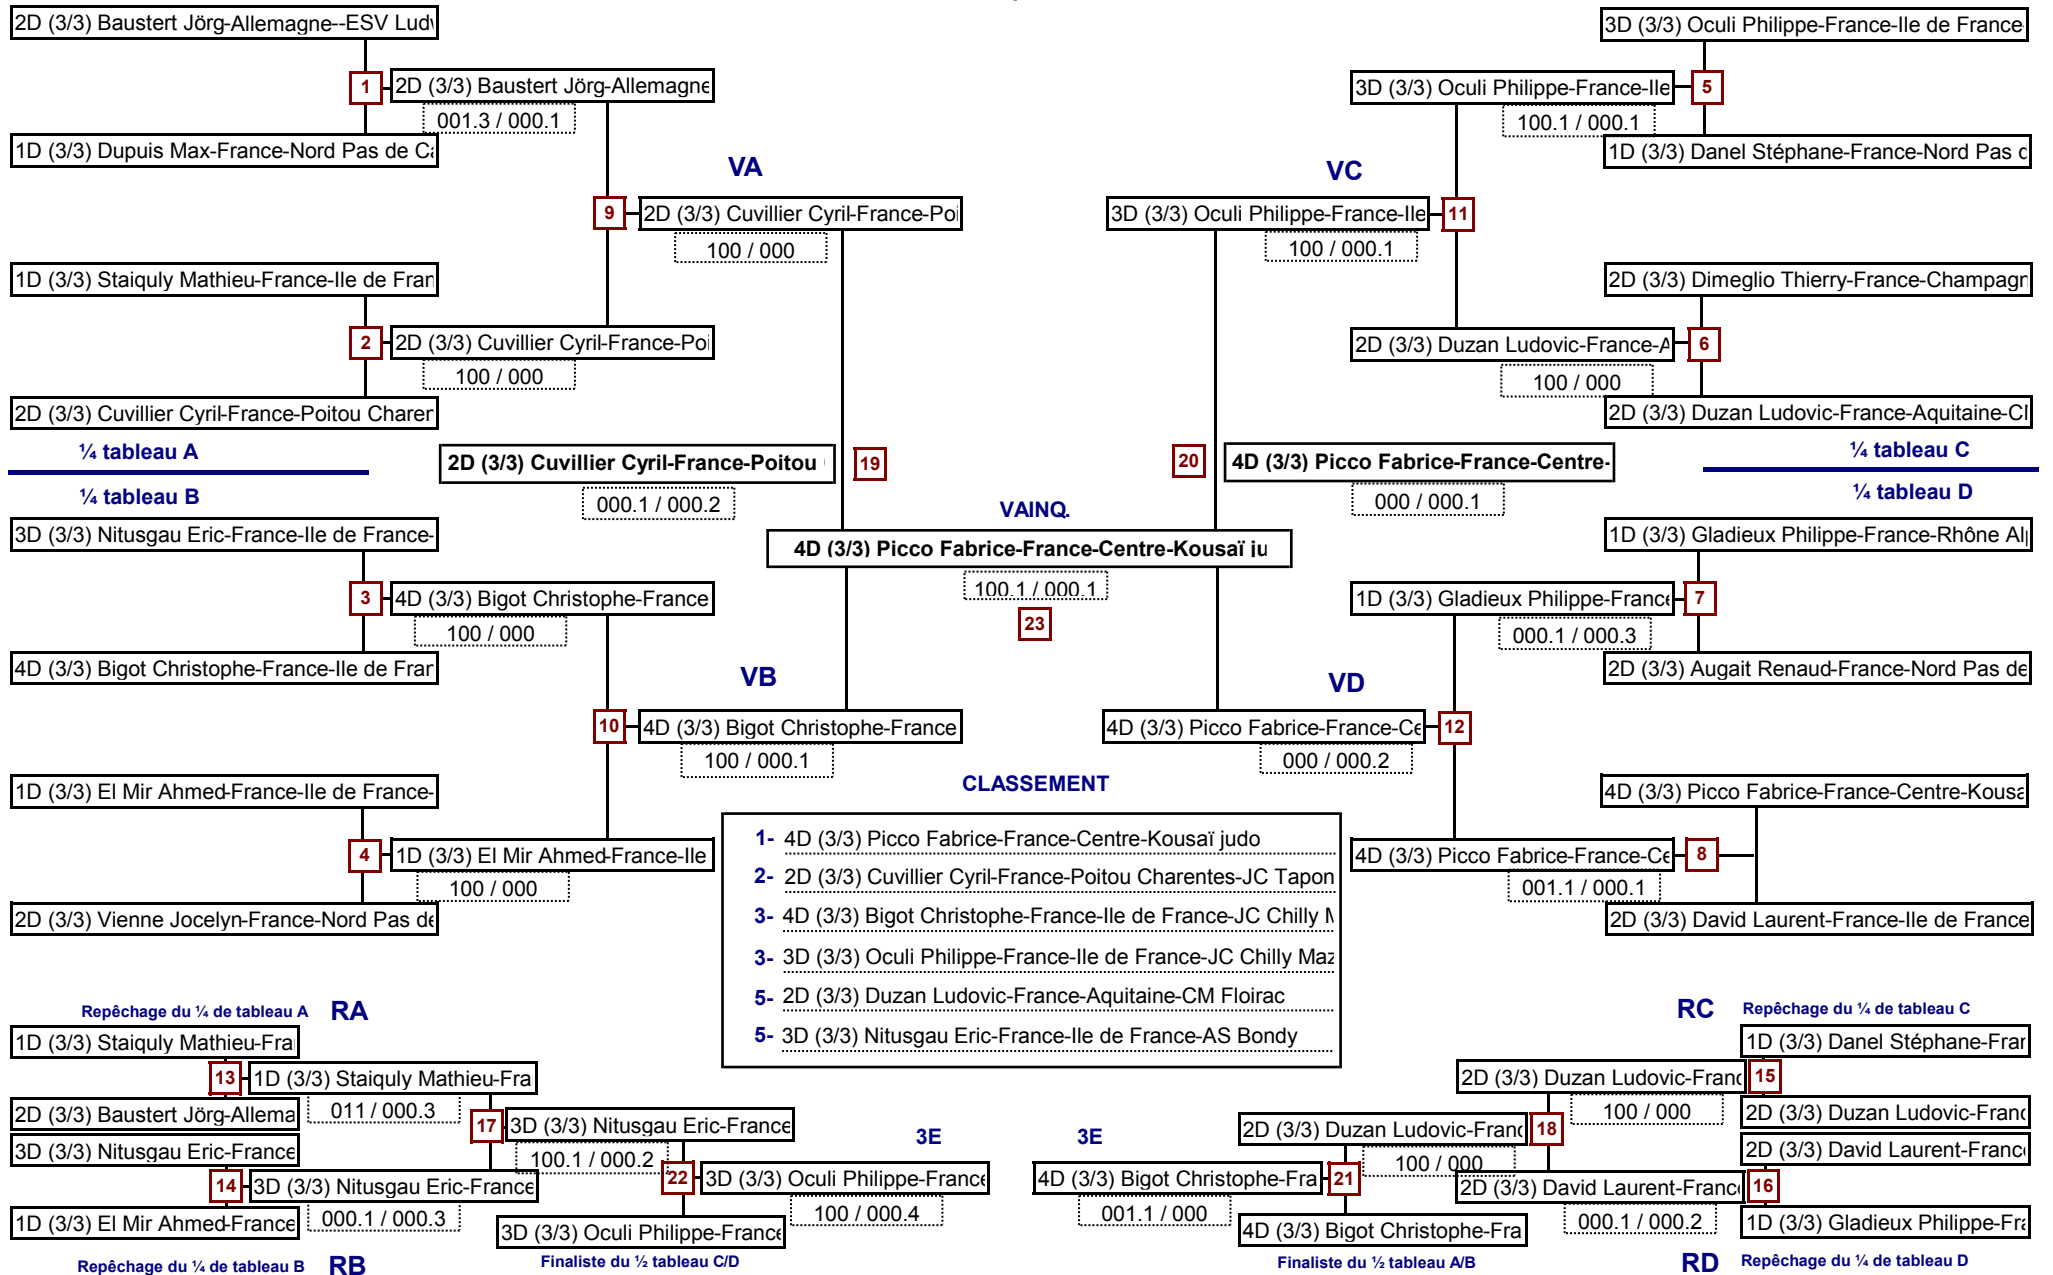 2D (3/3) Baustert Jörg-Allemagne--ESV Lud
1
2D (3/3) Baustert Jörg-Allemagne
001.3 / 000.1
1D (3/3) Dupuis Max-France-Nord Pas de Ca
VA
9
2D (3/3) Cuvillier Cyril-France-Poi
100 / 000
1D (3/3) Staiquly Mathieu-France-Ile de Fran
2
2D (3/3) Cuvillier Cyril-France-Poi
100 / 000
2D (3/3) Cuvillier Cyril-France-Poitou Charen
¼ tableau A
2D (3/3) Cuvillier Cyril-France-Poitou
19
000.1 / 000.2
¼ tableau B
3D (3/3) Nitusgau Eric-France-Ile de France-
3
4D (3/3) Bigot Christophe-France
100 / 000
4D (3/3) Bigot Christophe-France-Ile de Fran
VB
10
4D (3/3) Bigot Christophe-France
100 / 000.1
1D (3/3) El Mir Ahmed-France-Ile de France-
4
1D (3/3) El Mir Ahmed-France-Ile
100 / 000
2D (3/3) Vienne Jocelyn-France-Nord Pas de
3D (3/3) Oculi Philippe-France-Ile de France
3D (3/3) Oculi Philippe-France-Ile
5
100.1 / 000.1
1D (3/3) Danel Stéphane-France-Nord Pas d
VC
3D (3/3) Oculi Philippe-France-Ile
11
100 / 000.1
2D (3/3) Dimeglio Thierry-France-Champagn
2D (3/3) Duzan Ludovic-France-A
6
100 / 000
2D (3/3) Duzan Ludovic-France-Aquitaine-Cl
¼ tableau C
20
4D (3/3) Picco Fabrice-France-Centre-
000 / 000.1
¼ tableau D
VAINQ.
4D (3/3) Picco Fabrice-France-Centre-Kousaï ju
100.1 / 000.1
23
1D (3/3) Gladieux Philippe-France-Rhône Al
1D (3/3) Gladieux Philippe-France
7
000.1 / 000.3
2D (3/3) Augait Renaud-France-Nord Pas de
VD
4D (3/3) Picco Fabrice-France-Ce
12
000 / 000.2
4D (3/3) Picco Fabrice-France-Centre-Kousa
4D (3/3) Picco Fabrice-France-Ce
8
001.1 / 000.1
2D (3/3) David Laurent-France-Ile de France
CLASSEMENT
1- 4D (3/3) Picco Fabrice-France-Centre-Kousaï judo
2- 2D (3/3) Cuvillier Cyril-France-Poitou Charentes-JC Tapon
3- 4D (3/3) Bigot Christophe-France-Ile de France-JC Chilly M
3- 3D (3/3) Oculi Philippe-France-Ile de France-JC Chilly Maz
5- 2D (3/3) Duzan Ludovic-France-Aquitaine-CM Floirac
5- 3D (3/3) Nitusgau Eric-France-Ile de France-AS Bondy
Repêchage du ¼ de tableau A RA
1D (3/3) Staiquly Mathieu-Fra
13
1D (3/3) Staiquly Mathieu-Fra
011 / 000.3
2D (3/3) Baustert Jörg-Allema
17
3D (3/3) Nitusgau Eric-France
100.1 / 000.2
3D (3/3) Nitusgau Eric-France
14
3D (3/3) Nitusgau Eric-France
000.1 / 000.3
1D (3/3) El Mir Ahmed-France
Repêchage du ¼ de tableau B RB
3E
22
3D (3/3) Oculi Philippe-France
100 / 000.4
3D (3/3) Oculi Philippe-France
Finaliste du ½ tableau C/D
RC Repêchage du ¼ de tableau C
1D (3/3) Danel Stéphane-Fran
2D (3/3) Duzan Ludovic-Franc
15
100 / 000
2D (3/3) Duzan Ludovic-Franc
3E
2D (3/3) Duzan Ludovic-Franc
18
100 / 000
2D (3/3) David Laurent-France
4D (3/3) Bigot Christophe-Fra
21
001.1 / 000
2D (3/3) David Laurent-France
16
000.1 / 000.2
1D (3/3) Gladieux Philippe-Fra
4D (3/3) Bigot Christophe-Fra
Finaliste du ½ tableau A/B
RD Repêchage du ¼ de tableau D